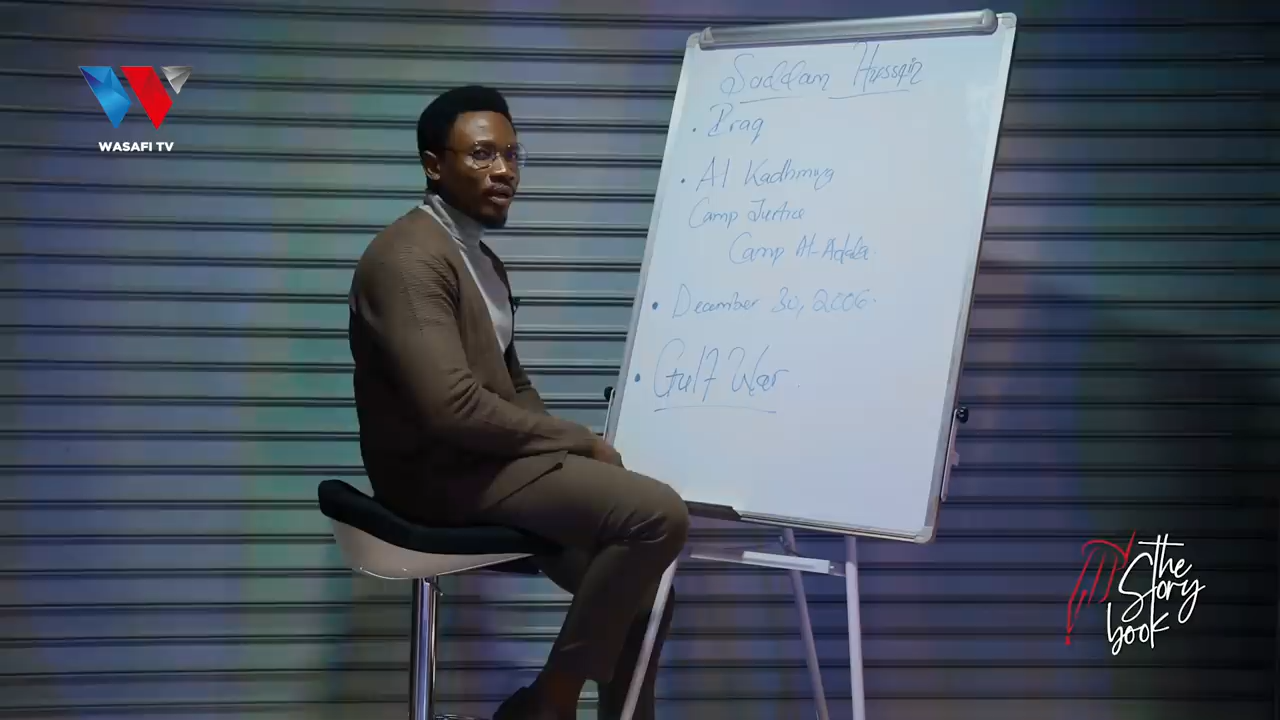 WASAFI TV
Saddam Hussein
Iraq
Al Kadhmiya
Camp Justice
Camp Al-Adala.
December 30, 2006.
Gulf War.
the
Story
book